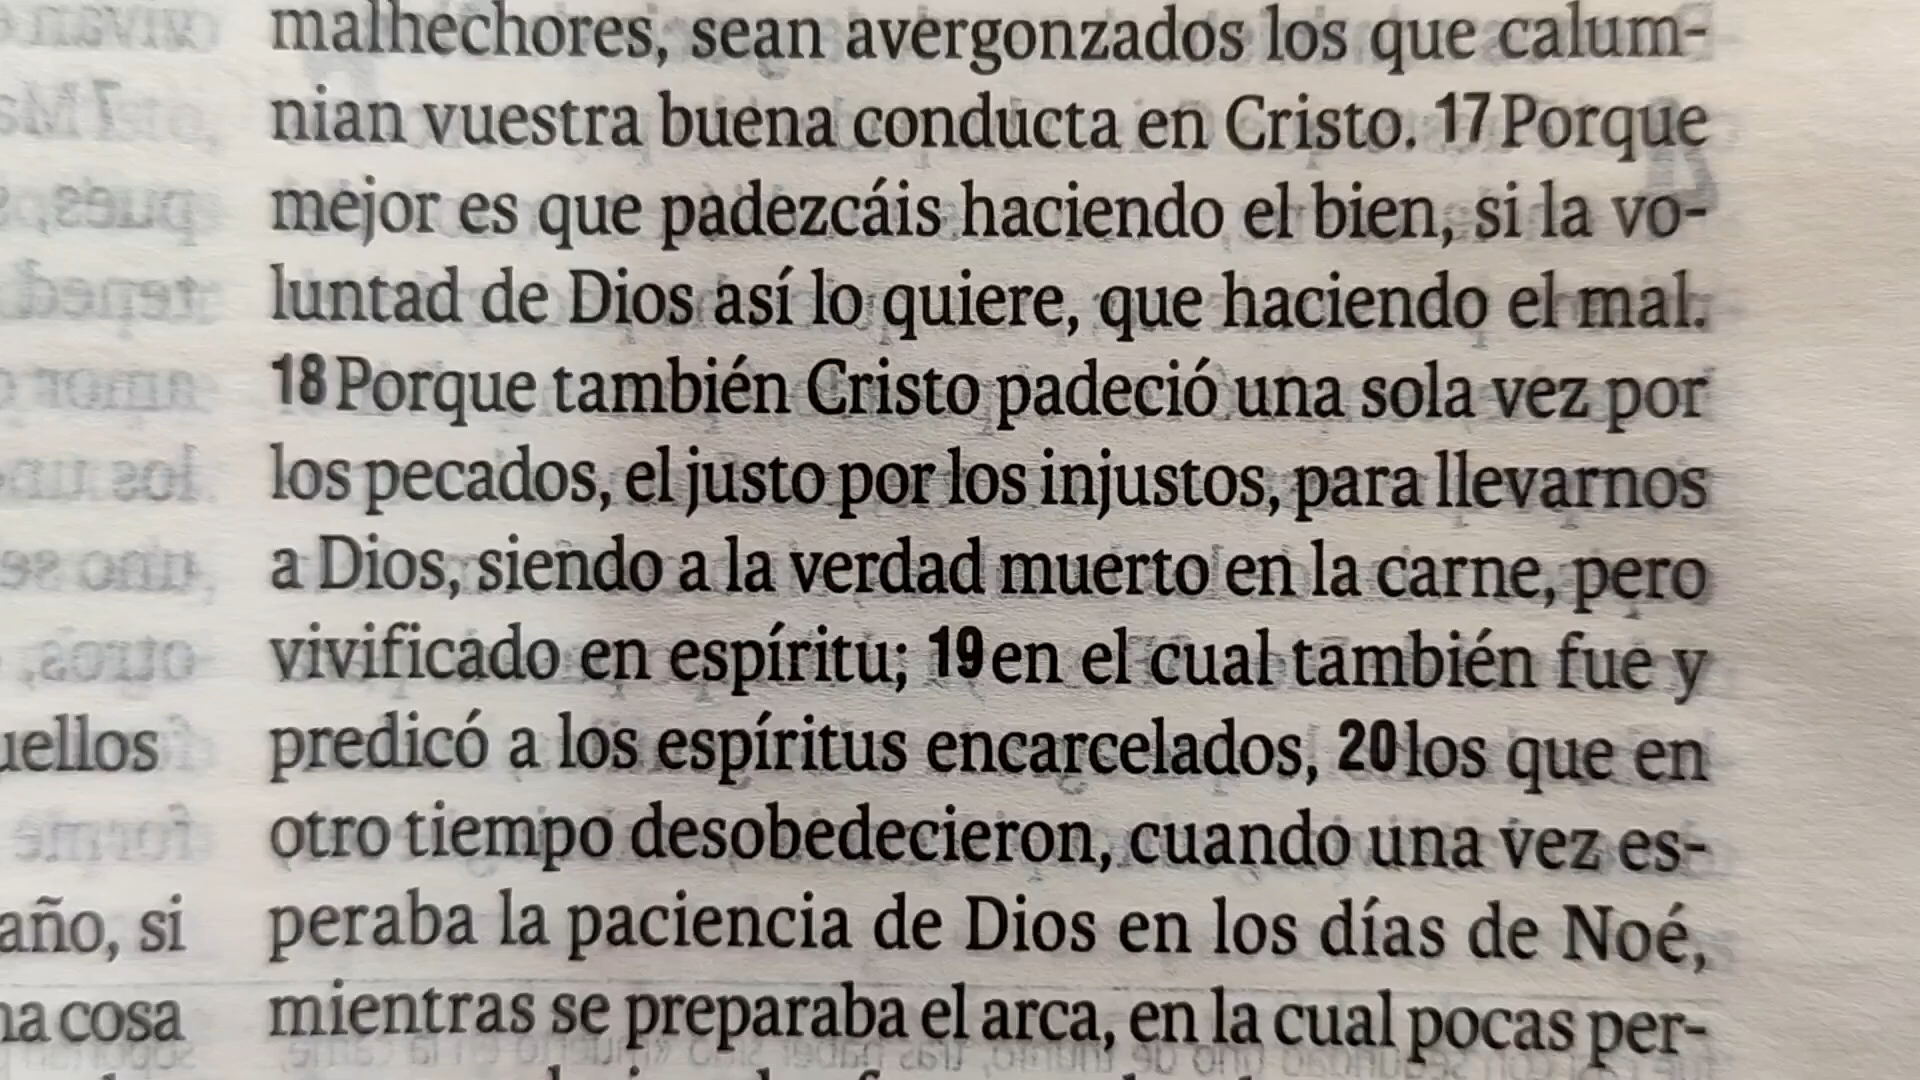 malhechores, sean avergonzados los que calum-
nian vuestra buena conducta en Cristo. 17 Porque
mejor es que padezcáis haciendo el bien, si la vo-
luntad de Dios así lo quiere, que haciendo el mal.
18 Porque también Cristo padeció una sola vez por
los pecados, el justo por los injustos, para llevarnos
a Dios, siendo a la verdad muerto en la carne, pero
vivificado en espíritu; 19 en el cual también fue y
predicó a los espíritus encarcelados, 20 los que en
otro tiempo desobedecieron, cuando una vez es-
peraba la paciencia de Dios en los días de Noé,
mientras se preparaba el arca, en la cual pocas per-
año, si
cosa